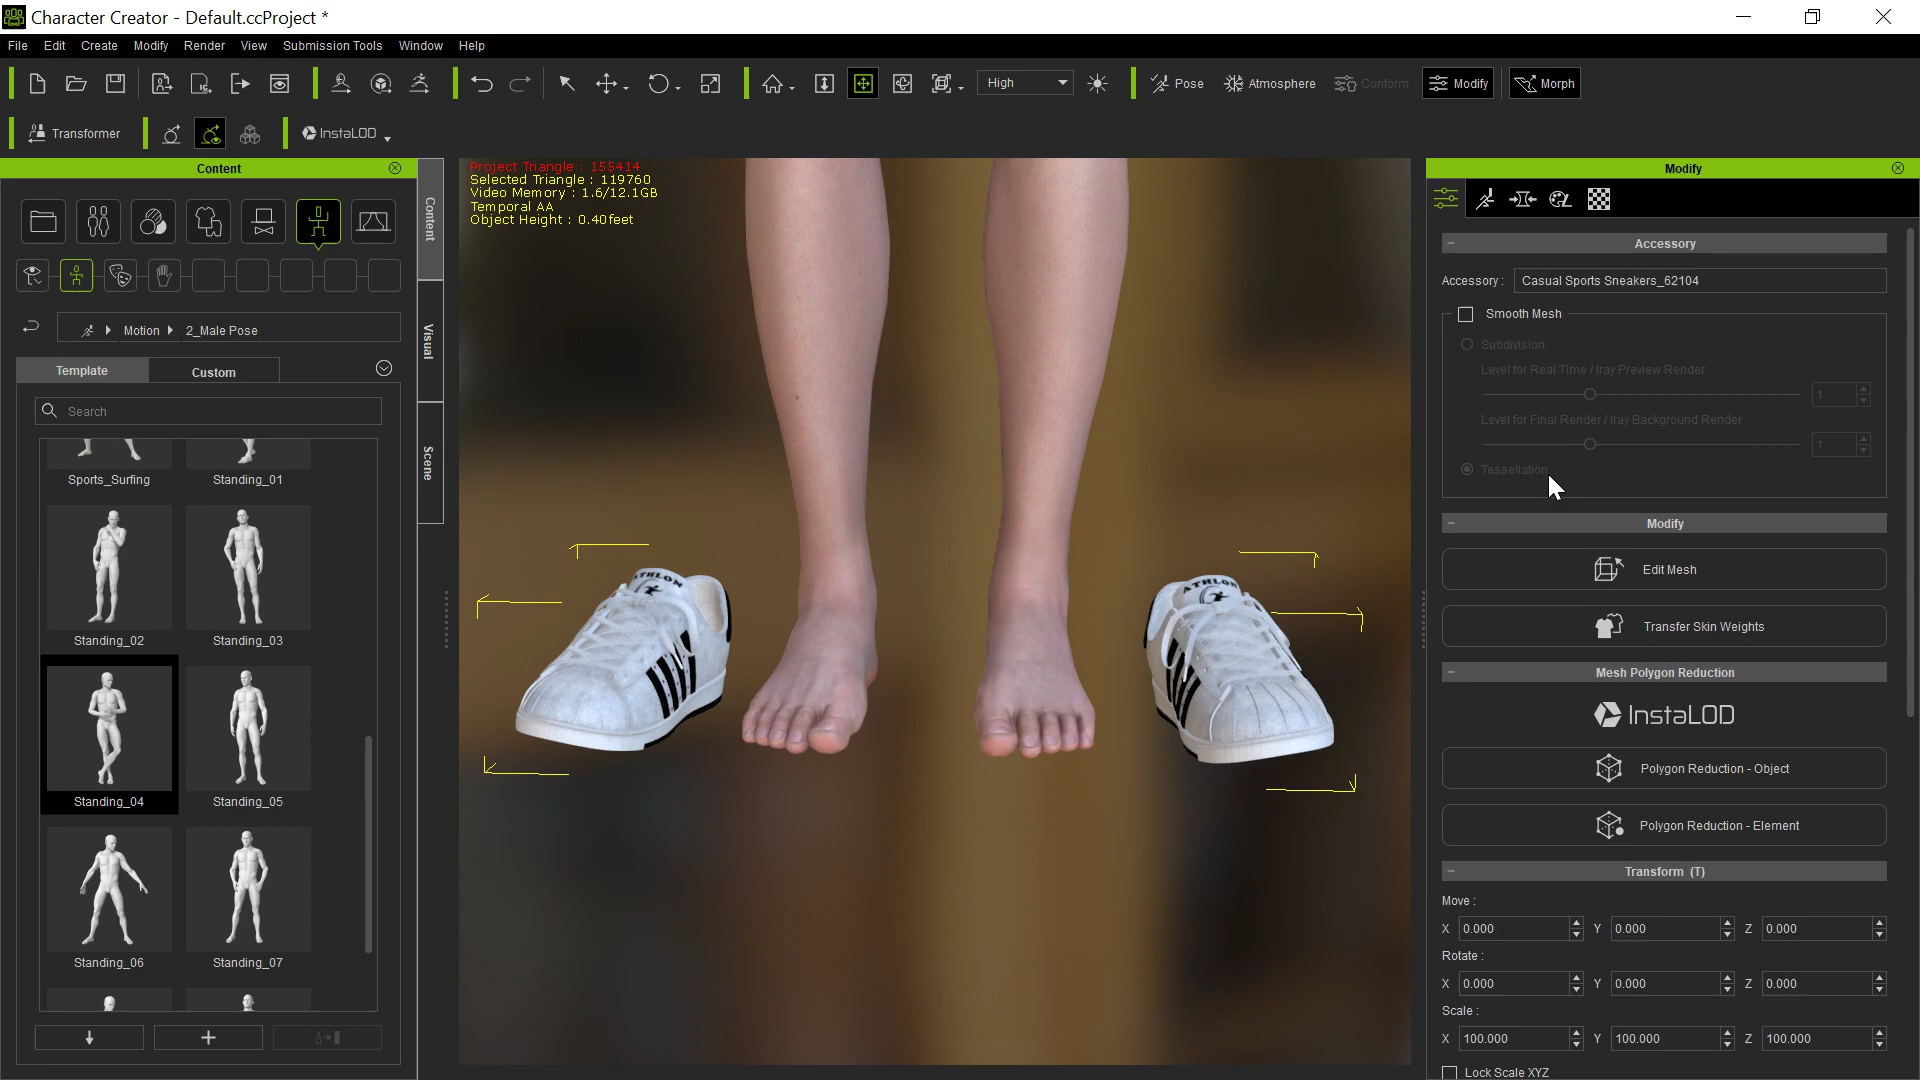 Character Creator - Default.ccProject *
File Edit Create Modify Render View Submission Tools Window Help
High
Pose
Atmosphere
Conform
Modify
Morph
Transformer
InstaLOD
Content
Motion
2_Male Pose
Template
Custom
Search
Sports_Surfing
Standing_01
Standing_02
Standing_03
Standing_04
Standing_05
Standing_06
Standing_07
Content
Visual
Scene
Project Triangle : 155414
Selected Triangle : 119760
Video Memory : 1.6/12.1GB
Temporal AA
Object Height : 0.40feet
ATHLON
ATHLON
Modify
Accessory
Accessory : Casual Sports Sneakers_62104
Smooth Mesh
Subdivision
Level for Real Time / Iray Preview Render
1
Level for Final Render / Iray Background Render
1
Tessellation
Modify
Edit Mesh
Transfer Skin Weights
Mesh Polygon Reduction
InstaLOD
Polygon Reduction - Object
Polygon Reduction - Element
Transform (T)
Move :
X 0.000 Y 0.000 Z 0.000
Rotate :
X 0.000 Y 0.000 Z 0.000
Scale :
X 100.000 Y 100.000 Z 100.000
Lock Scale XYZ